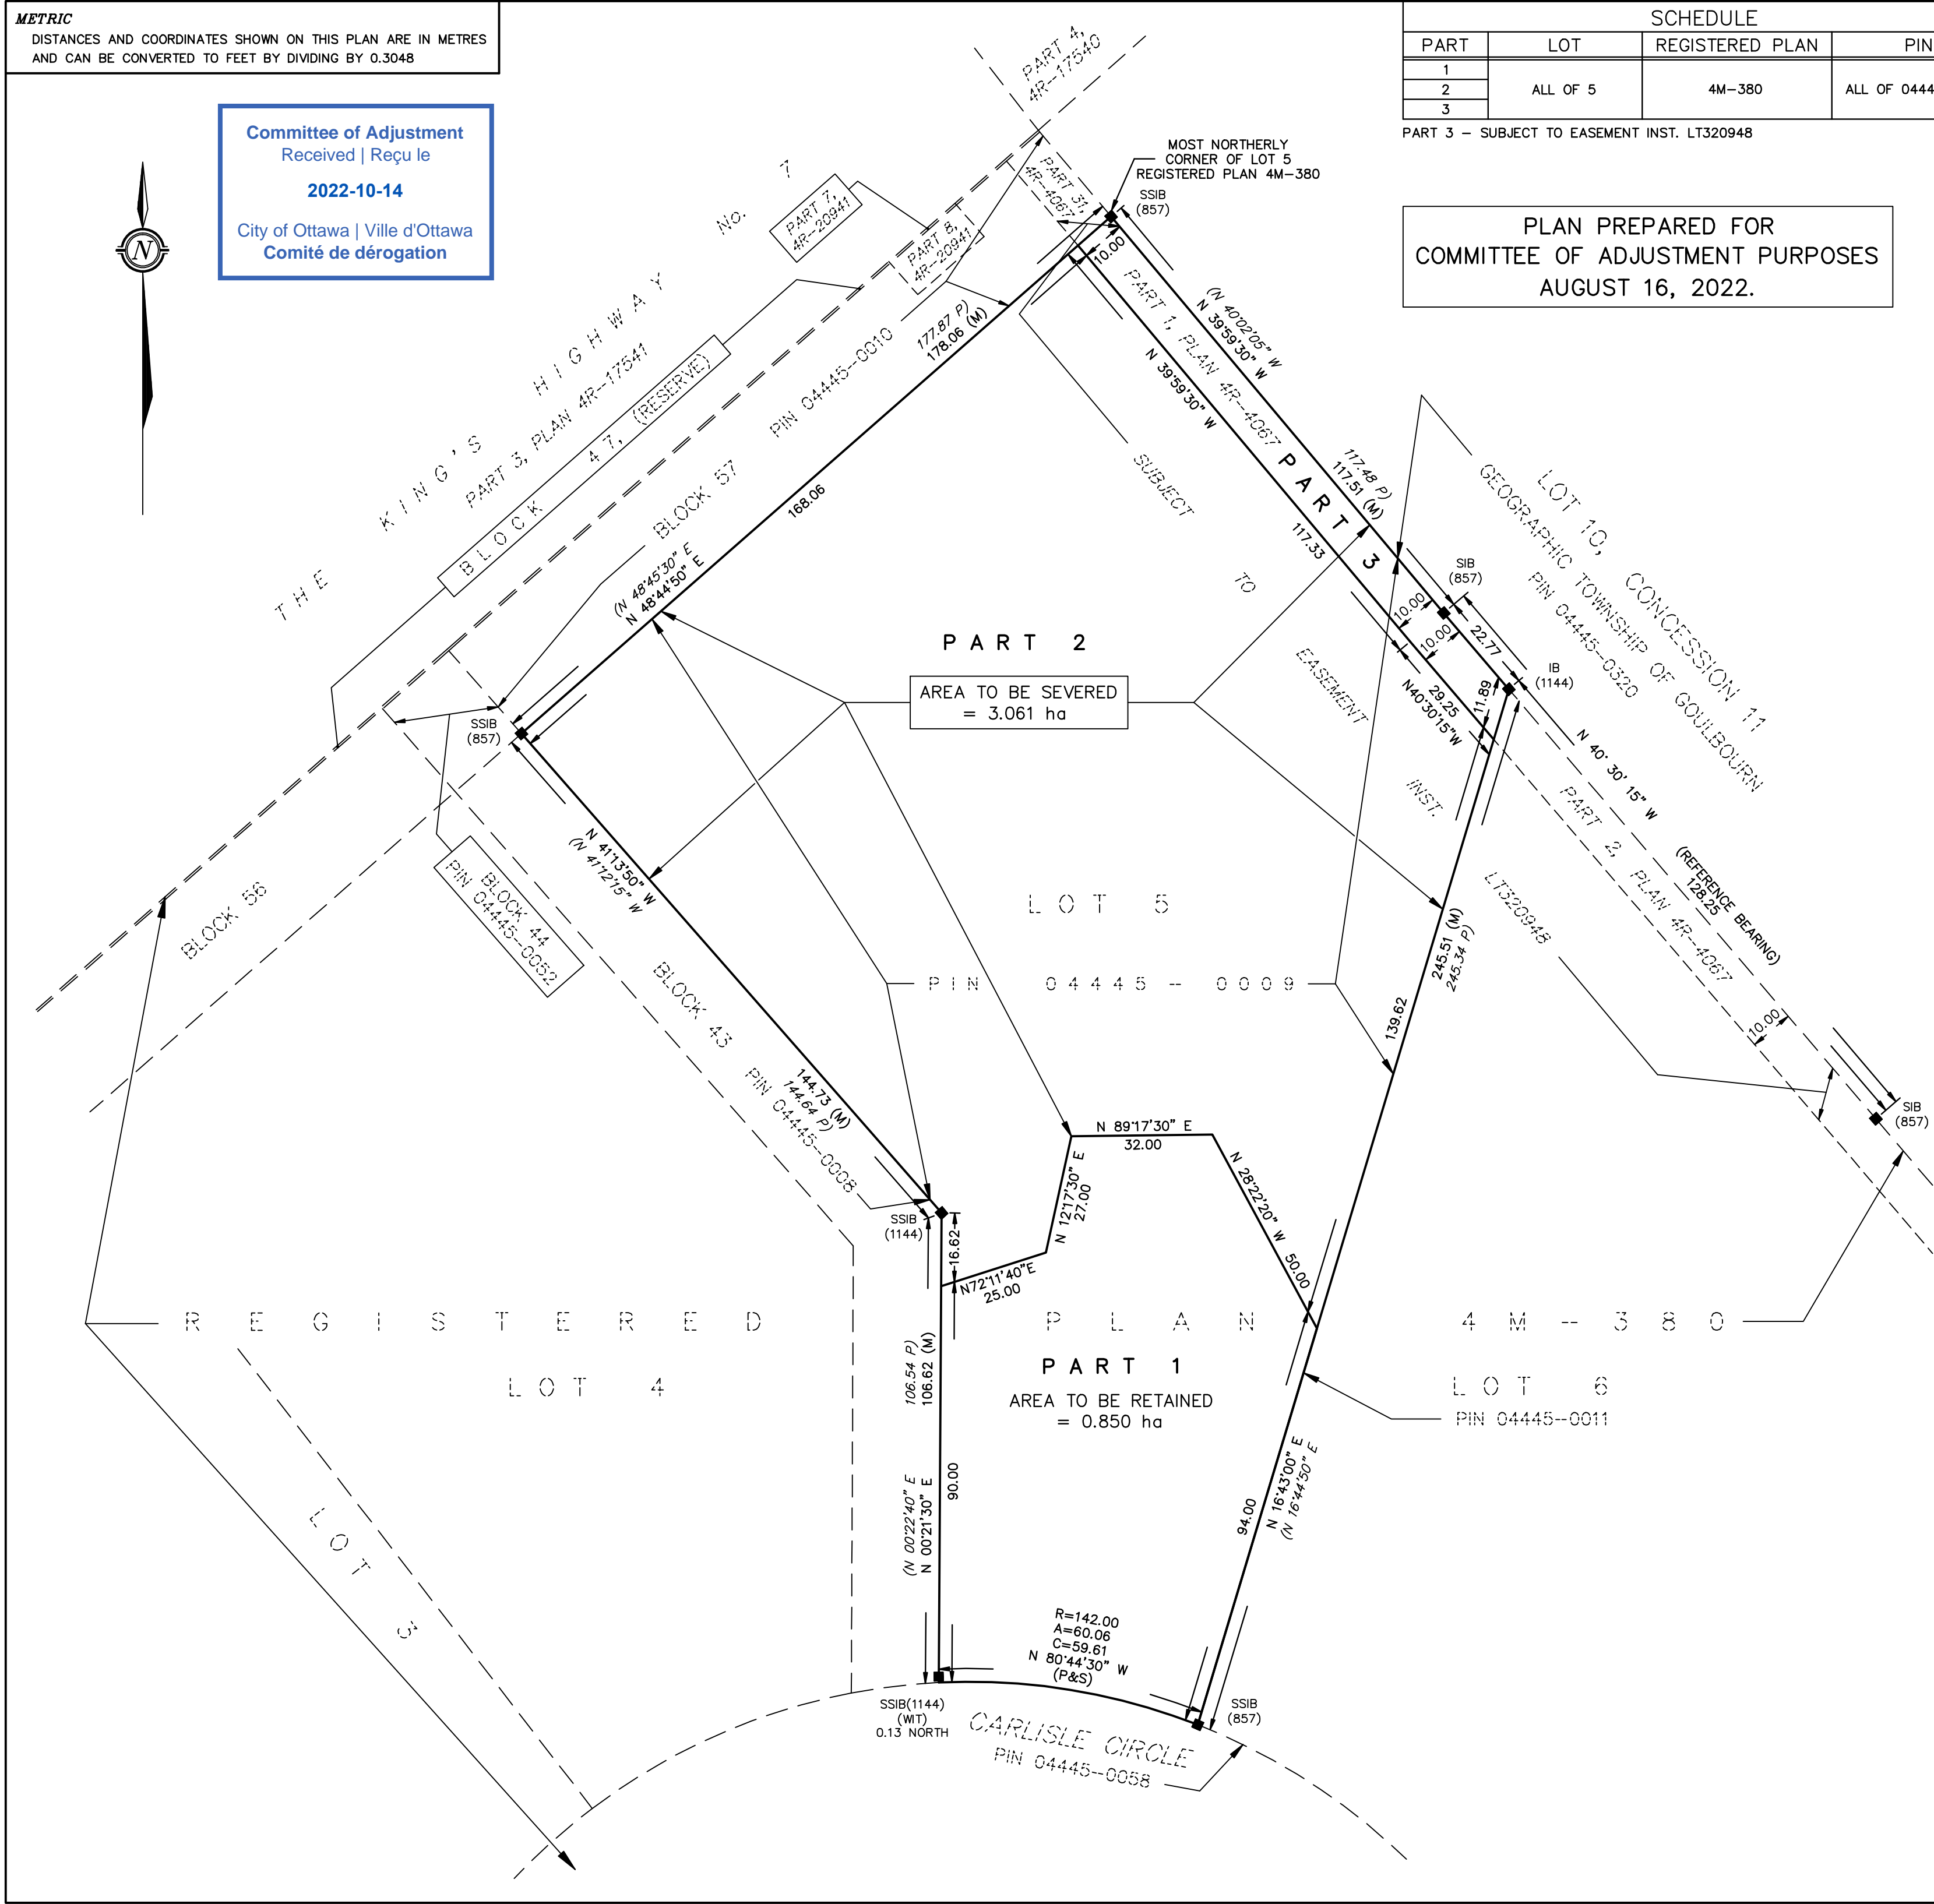 METRIC
DISTANCES AND COORDINATES SHOWN ON THIS PLAN ARE IN METRES
AND CAN BE CONVERTED TO FEET BY DIVIDING BY 0.3048
Committee of Adjustment
Received | Reçu le
2022-10-14
City of Ottawa | Ville d'Ottawa
Comité de dérogation
N
SCHEDULE
PART LOT REGISTERED PLAN PIN
1
2 ALL OF 5 4M-380 ALL OF 0444
3
PART 3 - SUBJECT TO EASEMENT INST. LT320948
PLAN PREPARED FOR
COMMITTEE OF ADJUSTMENT PURPOSES
AUGUST 16, 2022.
PART 4,
4R-17540
MOST NORTHERLY
CORNER OF LOT 5
REGISTERED PLAN 4M-380
SSIB
(857)
PART 31,
4R-4067
PART 7,
4R-20941
PART 8,
4R-20941
THE KING'S HIGHWAY No. 7
PART 3, PLAN 4R-17541
BLOCK 47, (RESERVE)
BLOCK 57 PIN 04445-0010
177.87 P)
178.06 (M)
168.06
(N 48°45'30" E
N 48°44'50" E
10.00
PART 1, PLAN 4R-4067
PART 3
(N 40°02'05" W
N 39°59'30" W
N 39°59'30" W
117.48 P)
117.51 (M)
117.33
SUBJECT TO EASEMENT INST. LT320948
LOT 10, CONCESSION 11
GEOGRAPHIC TOWNSHIP OF GOULBOURN
PIN 04445-0320
SIB
(857)
10.00
10.00
22.77
IB
(1144)
11.89
29.25
N40°30'15"W
N 40° 30' 15" W
(REFERENCE BEARING)
128.25
PART 2, PLAN 4R-4067
10.00
SIB
(857)
PART 2
AREA TO BE SEVERED
= 3.061 ha
SSIB
(857)
BLOCK 56
BLOCK 44
PIN 04445-0052
N 41°13'50" W
(N 41°12'15" W
BLOCK 43 PIN 04445-0008
144.73 (M)
144.64 P)
LOT 5
PIN 04445-0009
245.51 (M)
245.34 P)
139.62
N 89°17'30" E
32.00
N 12°17'30" E
27.00
N 28°22'20" W 50.00
SSIB
(1144)
16.62
N72°11'40"E
25.00
REGISTERED PLAN 4M-380
LOT 4
PART 1
AREA TO BE RETAINED
= 0.850 ha
LOT 6
PIN 04445-0011
106.54 P)
106.62 (M)
90.00
(N 00°22'40" E
N 00°21'30" E
94.00
N 16°43'00" E
(N 16°44'50" E
LOT 3
R=142.00
A=60.06
C=59.61
N 80°44'30" W
(P&S)
SSIB(1144)
(WIT)
0.13 NORTH
SSIB
(857)
CARLISLE CIRCLE
PIN 04445-0058